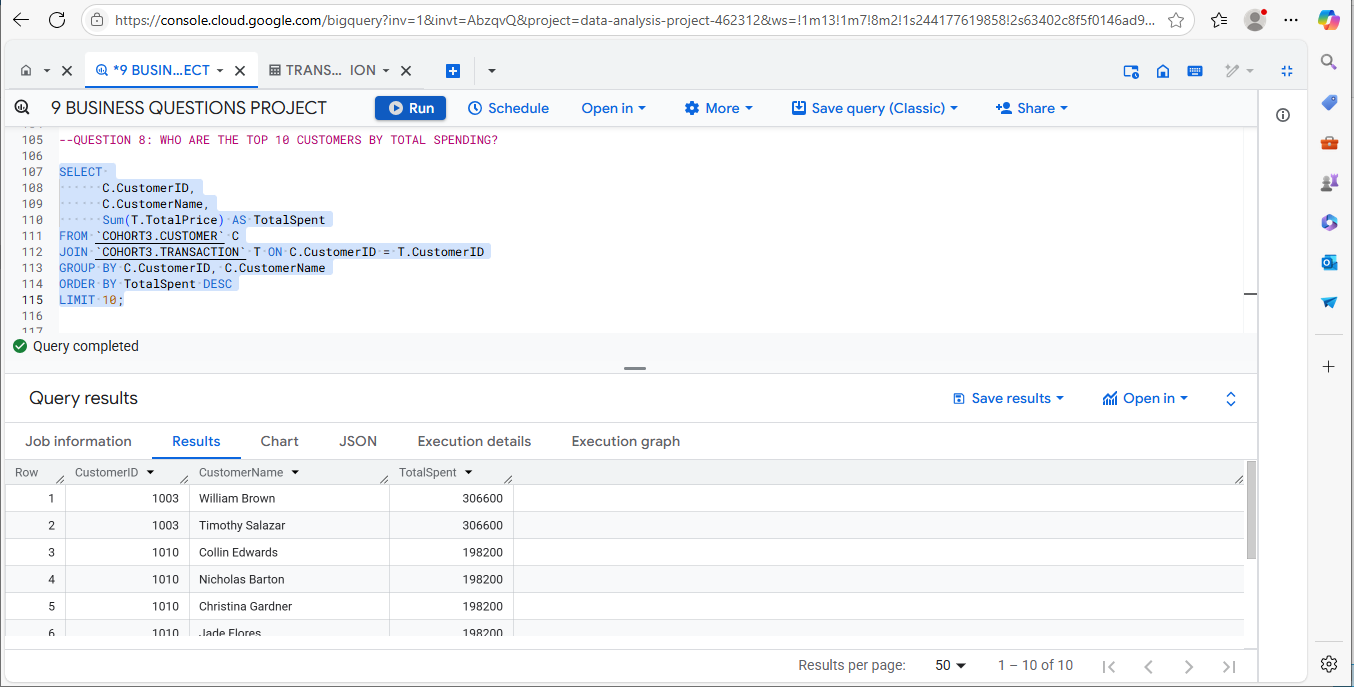 https://console.cloud.google.com/bigquery?inv=1&invt=AbzqvQ&project=data-analysis-project-462312&ws=!1m13!1m7!8m2!1s244177619858!2s63402c8f5f0146ad9...
*9 BUSIN...ECT
TRANS... ION
9 BUSINESS QUESTIONS PROJECT
Run
Schedule
Open in
More
Save query (Classic)
Share
105 --QUESTION 8: WHO ARE THE TOP 10 CUSTOMERS BY TOTAL SPENDING?
106
107 SELECT
108 C.CustomerID,
109 C.CustomerName,
110 Sum(T.TotalPrice) AS TotalSpent
111 FROM `COHORT3.CUSTOMER` C
112 JOIN `COHORT3.TRANSACTION` T ON C.CustomerID = T.CustomerID
113 GROUP BY C.CustomerID, C.CustomerName
114 ORDER BY TotalSpent DESC
115 LIMIT 10;
116
117
Query completed
Query results
Save results
Open in
Job information
Results
Chart
JSON
Execution details
Execution graph
Row CustomerID CustomerName TotalSpent
1 1003 William Brown 306600
2 1003 Timothy Salazar 306600
3 1010 Collin Edwards 198200
4 1010 Nicholas Barton 198200
5 1010 Christina Gardner 198200
6 1010 Jade Flores 198200
Results per page: 50 1 – 10 of 10